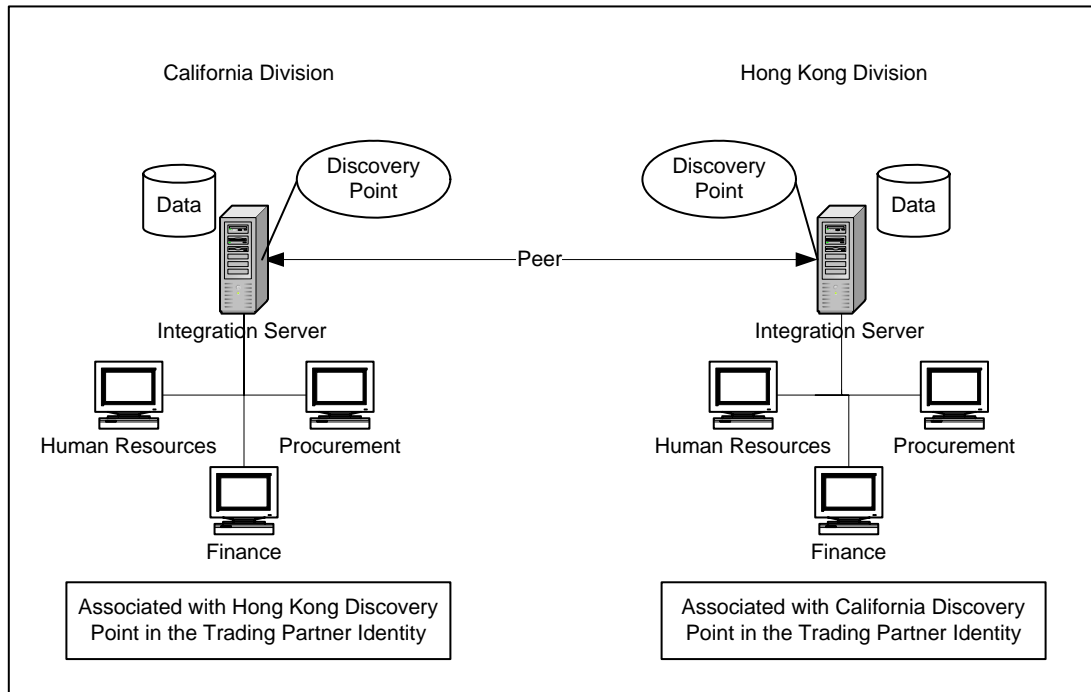 California Division
Hong Kong Division
Discovery
Point
Discovery
Point
Data
Data
Peer
Integration Server
Integration Server
Human Resources
Procurement
Human Resources
Procurement
Finance
Finance
Associated with Hong Kong Discovery
Point in the Trading Partner Identity
Associated with California Discovery
Point in the Trading Partner Identity